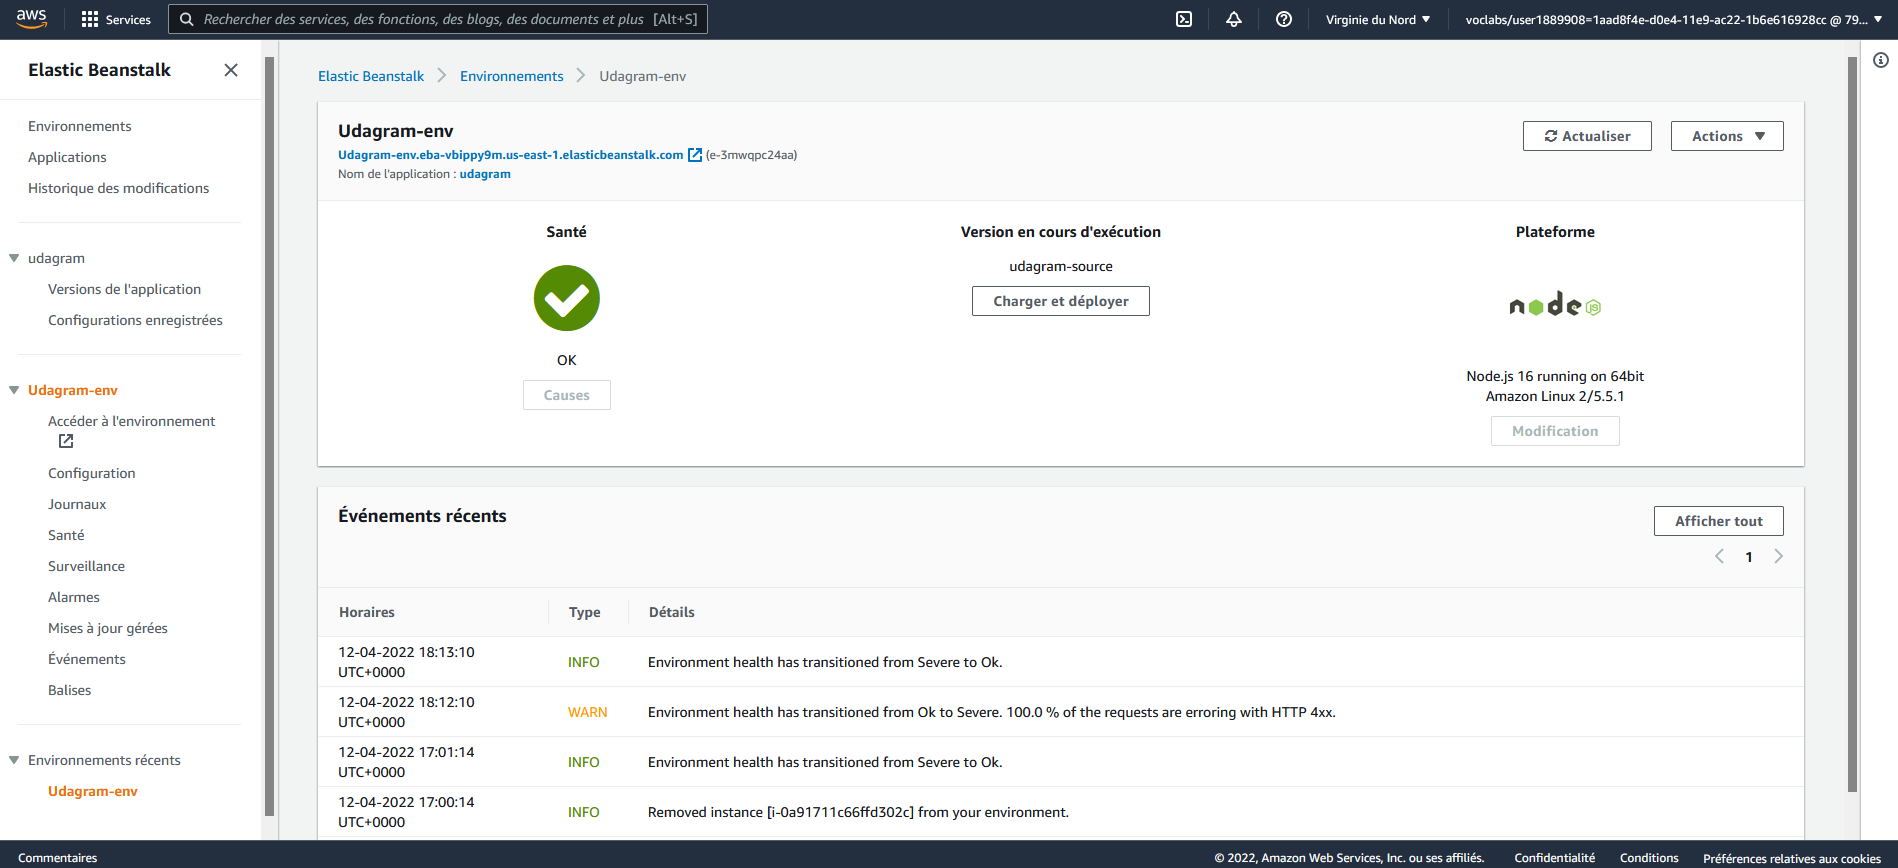 aws
Services
Rechercher des services, des fonctions, des blogs, des documents et plus [Alt+S]
Virginie du Nord
voclabs/user1889908=1aad8f4e-d0e4-11e9-ac22-1b6e616928cc @ 79...
Elastic Beanstalk
Environnements
Applications
Historique des modifications
udagram
Versions de l'application
Configurations enregistrées
Udagram-env
Accéder à l'environnement
Configuration
Journaux
Santé
Surveillance
Alarmes
Mises à jour gérées
Événements
Balises
Environnements récents
Udagram-env
Elastic Beanstalk > Environnements > Udagram-env
Udagram-env
Udagram-env.eba-vbippy9m.us-east-1.elasticbeanstalk.com (e-3mwqpc24aa)
Nom de l'application : udagram
Actualiser
Actions
Santé
OK
Causes
Version en cours d'exécution
udagram-source
Charger et déployer
Plateforme
node JS
Node.js 16 running on 64bit
Amazon Linux 2/5.5.1
Modification
Événements récents
Afficher tout
1
Horaires Type Détails
12-04-2022 18:13:10
UTC+0000
INFO
Environment health has transitioned from Severe to Ok.
12-04-2022 18:12:10
UTC+0000
WARN
Environment health has transitioned from Ok to Severe. 100.0 % of the requests are erroring with HTTP 4xx.
12-04-2022 17:01:14
UTC+0000
INFO
Environment health has transitioned from Severe to Ok.
12-04-2022 17:00:14
UTC+0000
INFO
Removed instance [i-0a91711c66ffd302c] from your environment.
Commentaires
© 2022, Amazon Web Services, Inc. ou ses affiliés.
Confidentialité
Conditions
Préférences relatives aux cookies